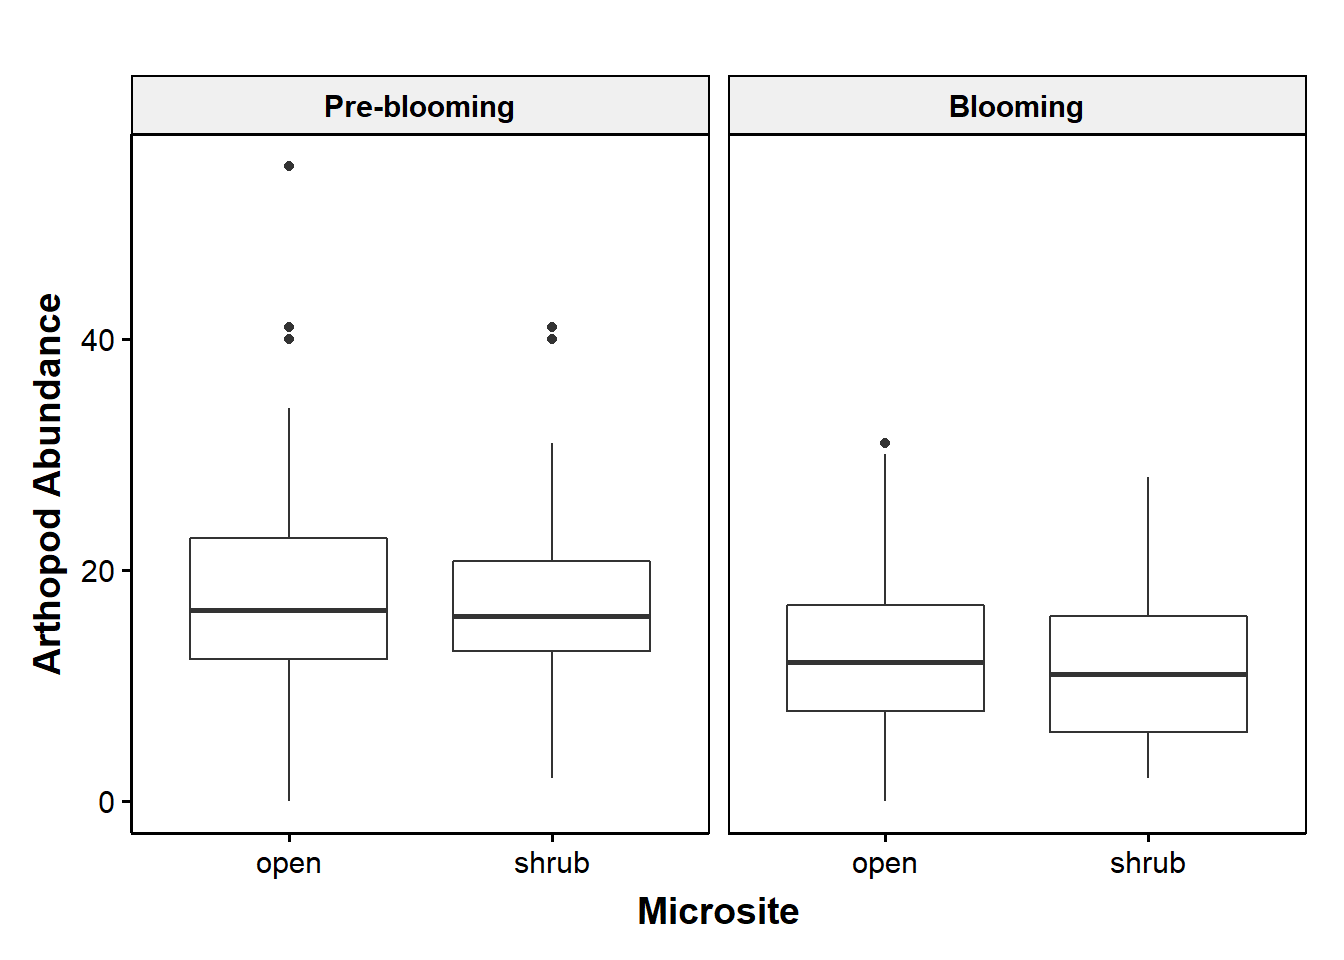 Pre-blooming
Blooming
Arthopod Abundance
40
20
0
open
shrub
open
shrub
Microsite